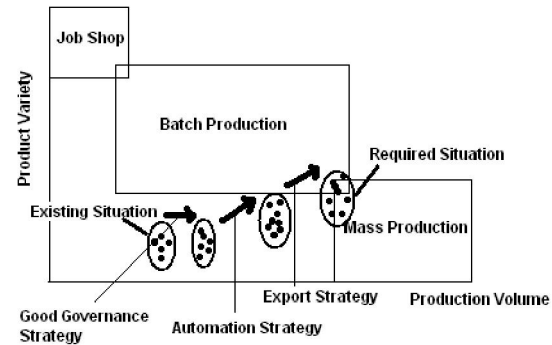 Job Shop
Product Variety
Batch Production
Required Situation
Existing Situation
Mass Production
Export Strategy
Production Volume
Good Governance
Strategy
Automation Strategy